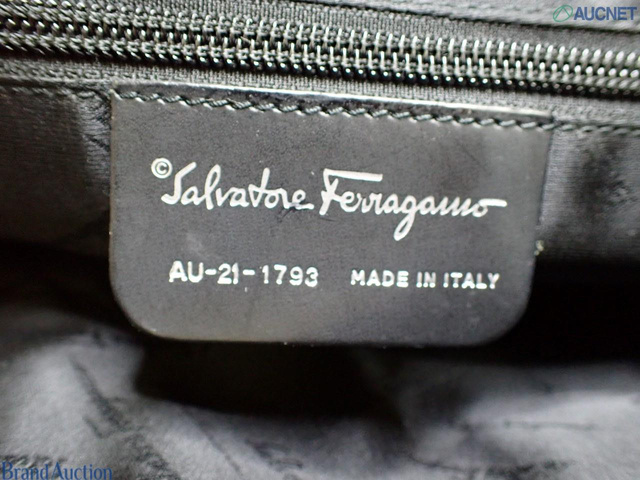 AUCNET
© Salvatore Ferragamo
AU-21-1793 MADE IN ITALY
Brand Auction